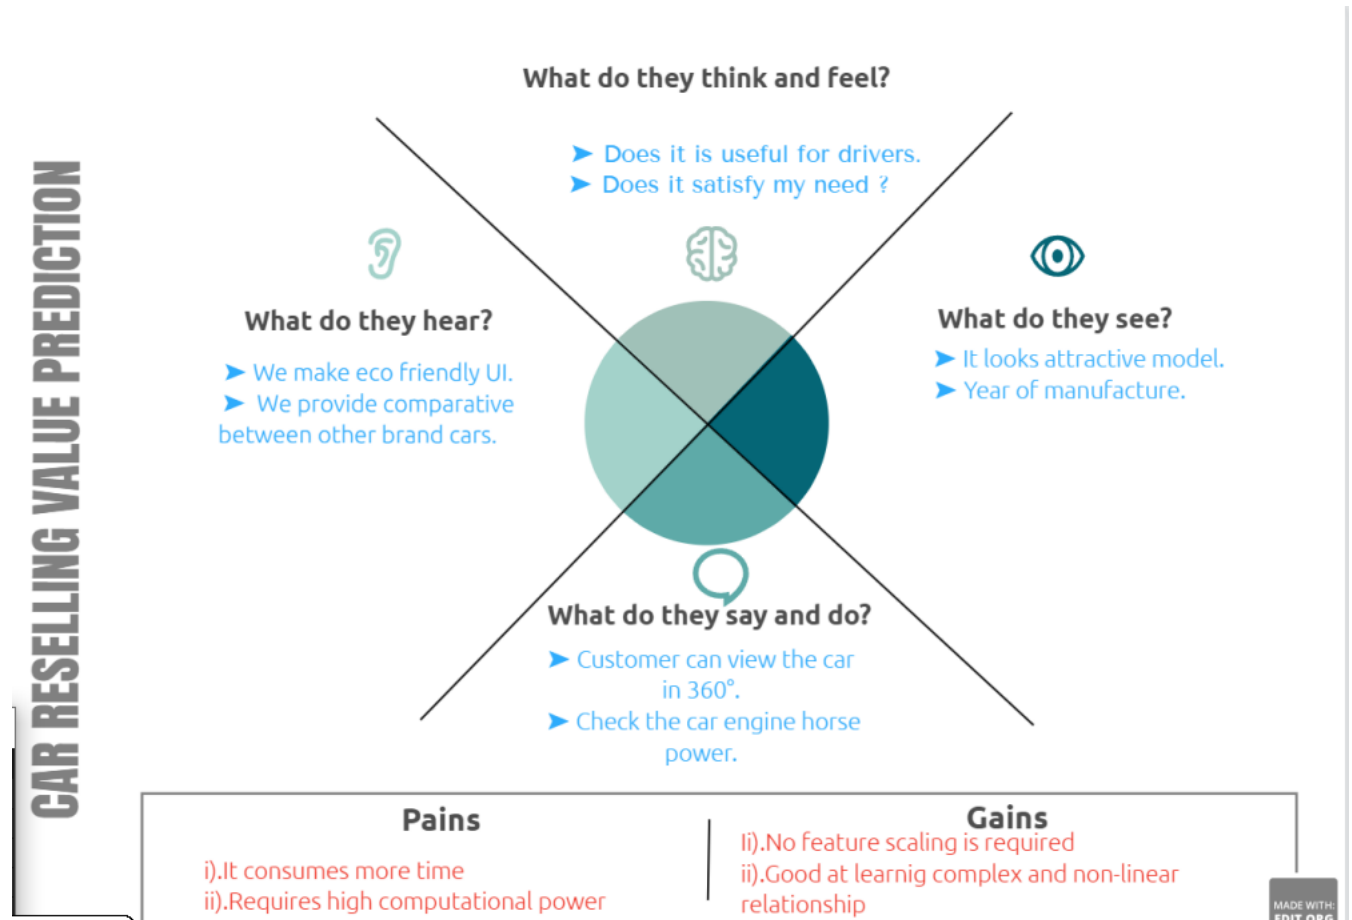 CAR RESELLING VALUE PREDICTION
What do they think and feel?
➤ Does it is useful for drivers.
➤ Does it satisfy my need ?
What do they hear?
➤ We make eco friendly UI.
➤ We provide comparative
between other brand cars.
What do they see?
➤ It looks attractive model.
➤ Year of manufacture.
What do they say and do?
➤ Customer can view the car
in 360°.
➤ Check the car engine horse
power.
Pains
i).It consumes more time
ii).Requires high computational power
Gains
Ii).No feature scaling is required
ii).Good at learnig complex and non-linear
relationship
MADE WITH:
EDIT.ORG